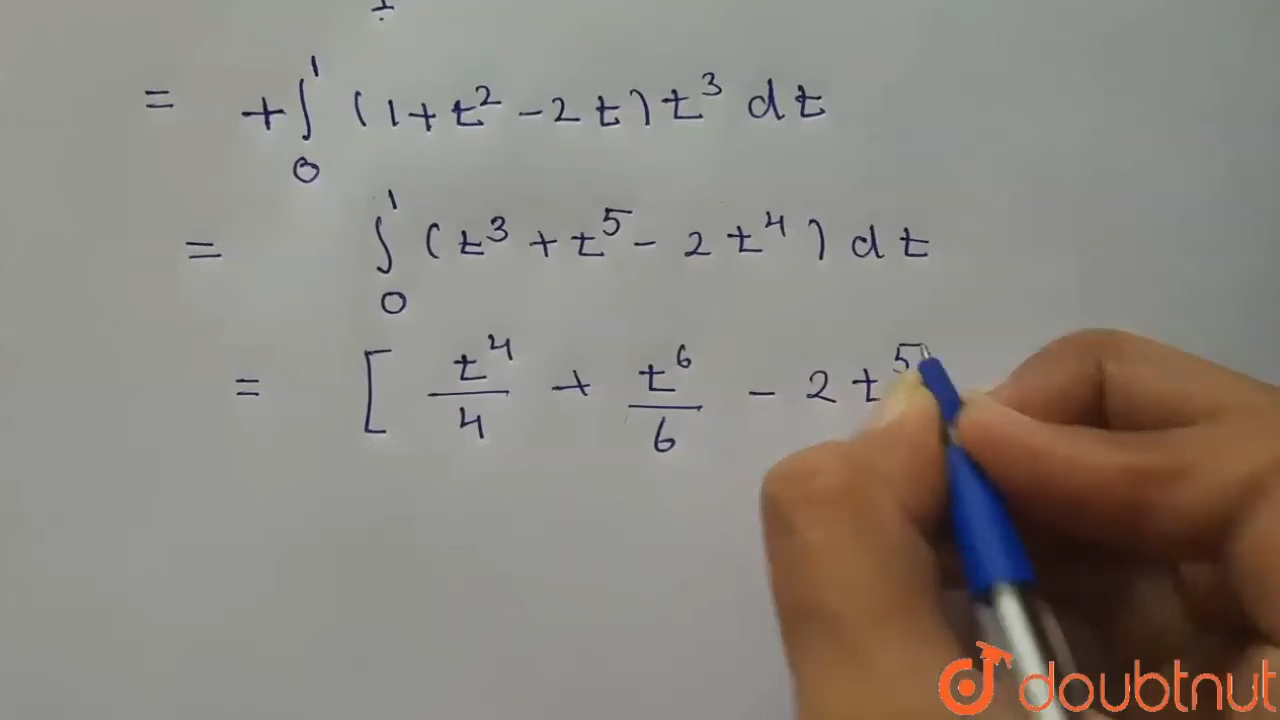 = +∫₀¹ (1+t²-2t)t³ dt
= ∫₀¹ (t³+t⁵-2t⁴) dt
= [ t⁴/4 + t⁶/6 - 2t⁵
doubtnut